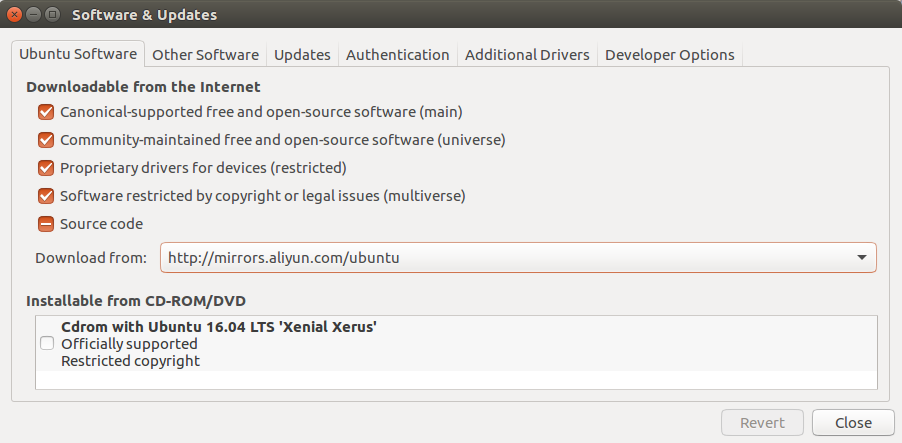 Software & Updates
Ubuntu Software Other Software Updates Authentication Additional Drivers Developer Options
Downloadable from the Internet
Canonical-supported free and open-source software (main)
Community-maintained free and open-source software (universe)
Proprietary drivers for devices (restricted)
Software restricted by copyright or legal issues (multiverse)
Source code
Download from: http://mirrors.aliyun.com/ubuntu
Installable from CD-ROM/DVD
Cdrom with Ubuntu 16.04 LTS 'Xenial Xerus'
Officially supported
Restricted copyright
Revert Close